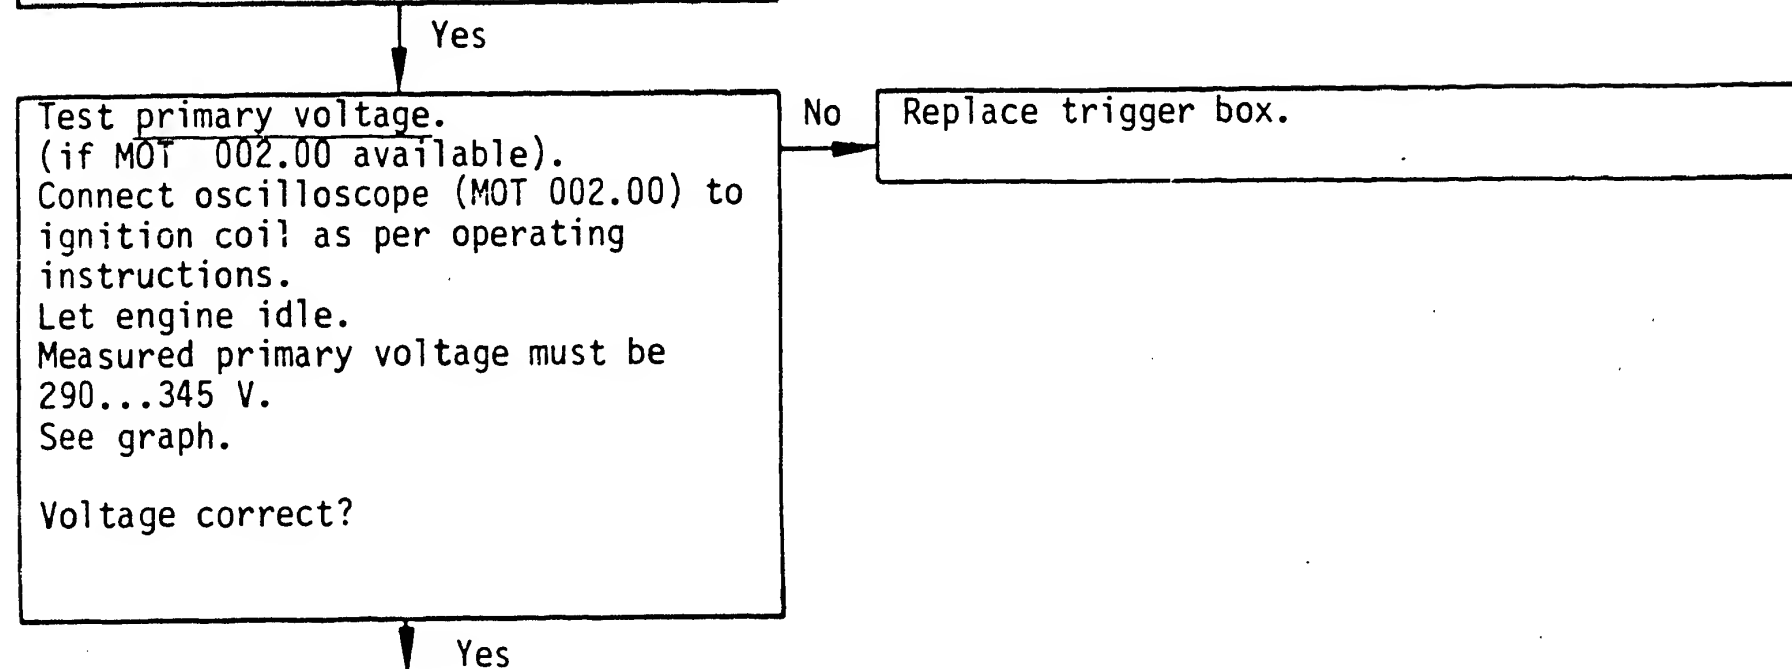 Yes
Test primary voltage.
(if MOT 002.00 available).
Connect oscilloscope (MOT 002.00) to
ignition coil as per operating
instructions.
Let engine idle.
Measured primary voltage must be
290...345 V.
See graph.
Voltage correct?
No
Replace trigger box.
Yes